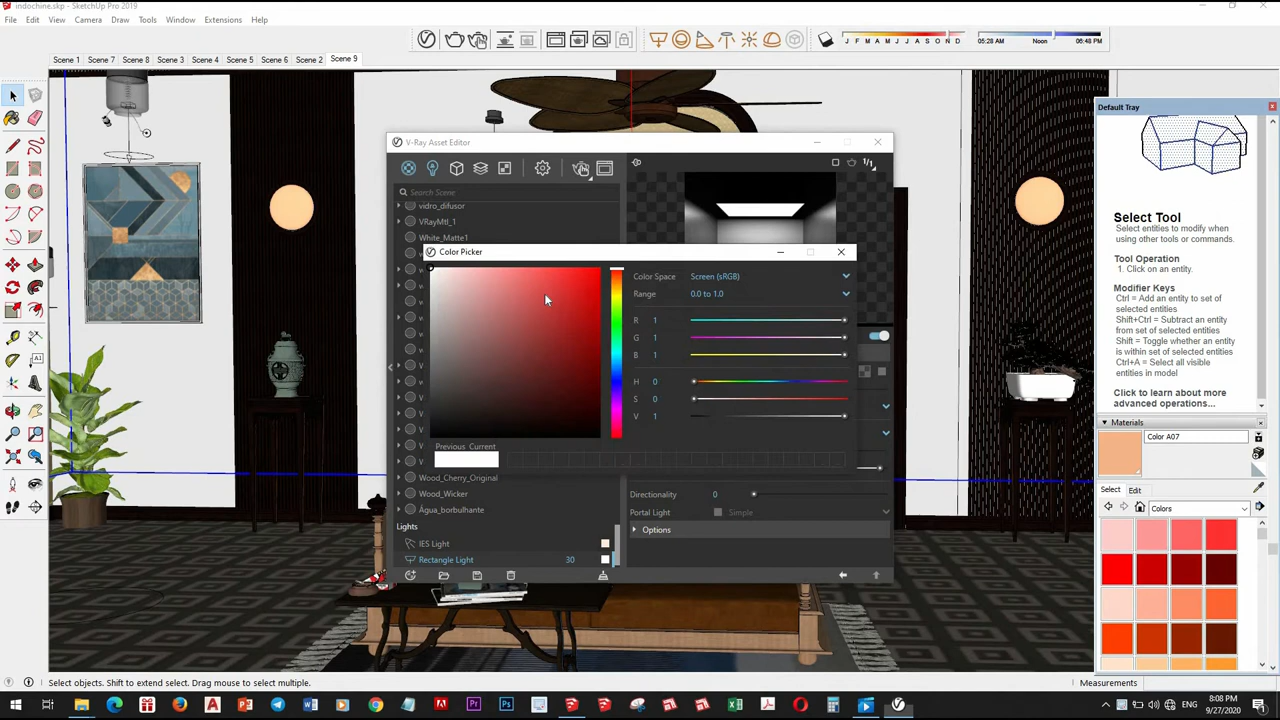 indochine.skp - SketchUp Pro 2019
File Edit View Camera Draw Tools Window Extensions Help
J F M A M J J A S O N D
05:28 AM Noon 06:48 PM
Scene 1 Scene 7 Scene 8 Scene 3 Scene 4 Scene 5 Scene 6 Scene 2 Scene 9
Default Tray
V-Ray Asset Editor
1/1
Search Scene
vidro_difusor
VRayMtl_1
White_Matte1
Color Picker
Color Space Screen (sRGB)
Range 0.0 to 1.0
R 1
G 1
B 1
H 0
S 0
V 1
Previous Current
Wood_Cherry_Original
Wood_Wicker
Água_borbulhante
Directionality 0
Portal Light Simple
Options
Lights
IES Light
Rectangle Light 30
Select Tool
Select entities to modify when
using other tools or commands.
Tool Operation
1. Click on an entity.
Modifier Keys
Ctrl = Add an entity to set of
selected entities
Shift+Ctrl = Subtract an entity
from set of selected entities
Shift = Toggle whether an
entity is within set of selected
entities
Ctrl+A = Select all visible
entities in model
Click to learn about more
advanced operations...
Materials
Color A07
Select Edit
Colors
Select objects. Shift to extend select. Drag mouse to select multiple.
Measurements
8:08 PM
9/27/2020